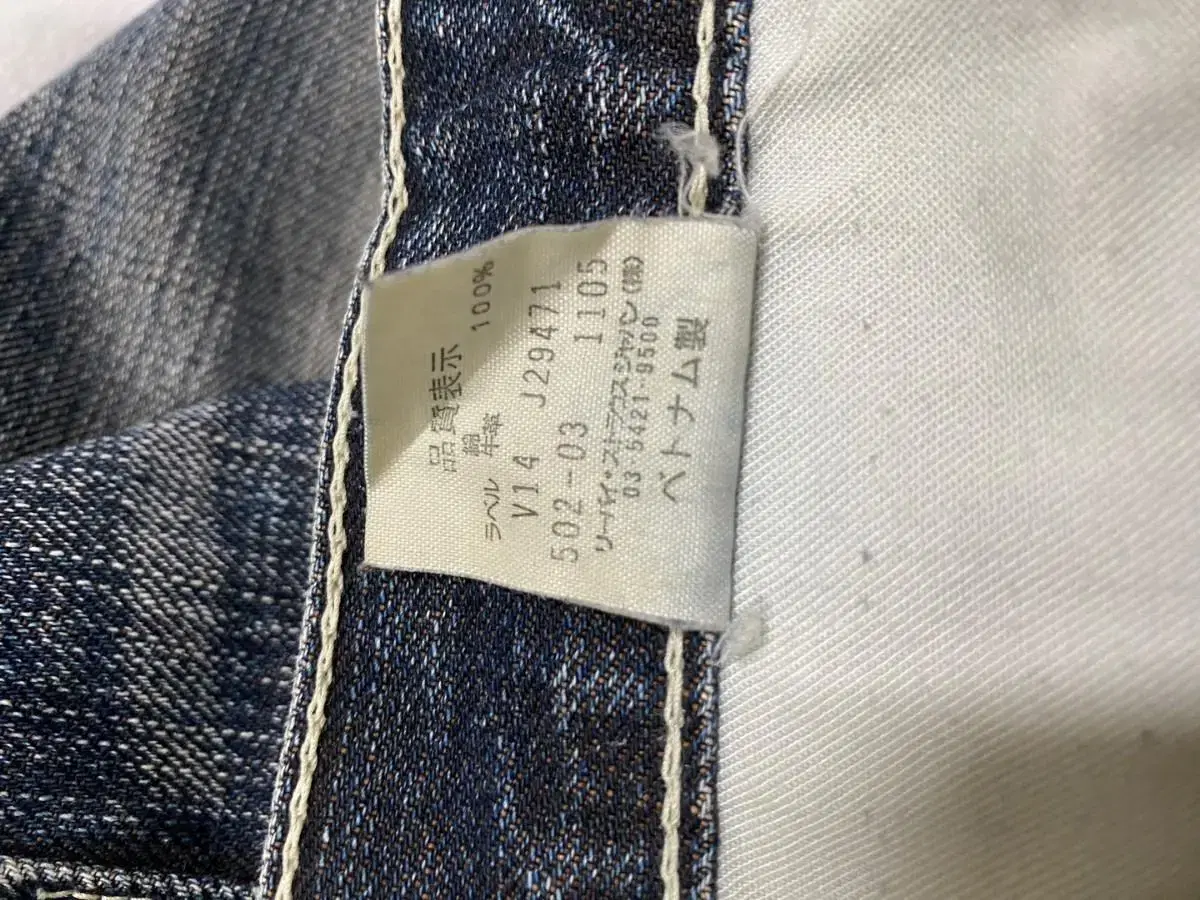 品質表示
綿 100%
ラベル 牛革
V14 J29471
502-03 1105
リーバイ・ストラウスジャパン(株)
03 5421-9500
ベトナム製